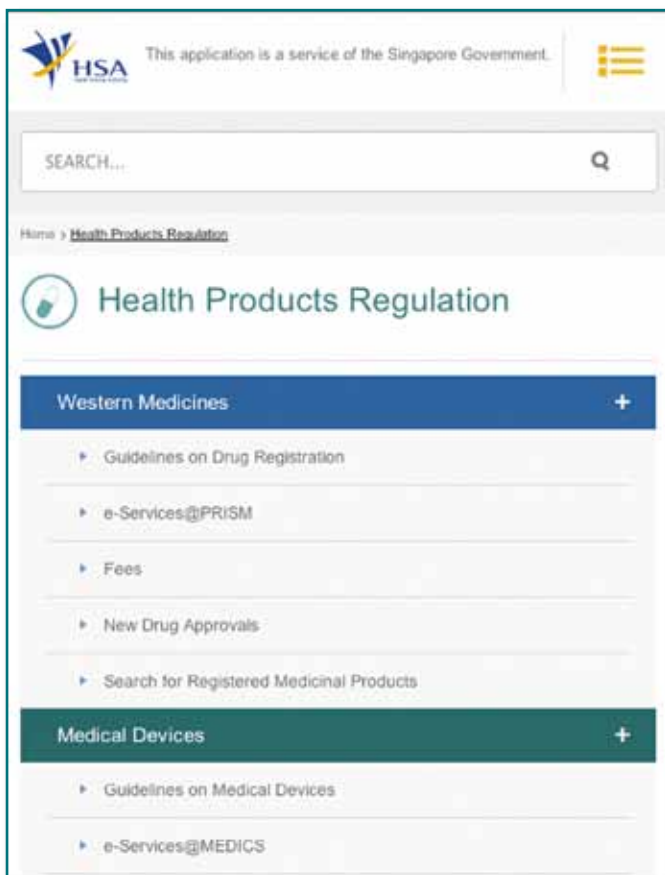 HSA
This application is a service of the Singapore Government.
SEARCH...
Home > Health Products Regulation
Health Products Regulation
Western Medicines +
Guidelines on Drug Registration
e-Services@PRISM
Fees
New Drug Approvals
Search for Registered Medicinal Products
Medical Devices +
Guidelines on Medical Devices
e-Services@MEDICS